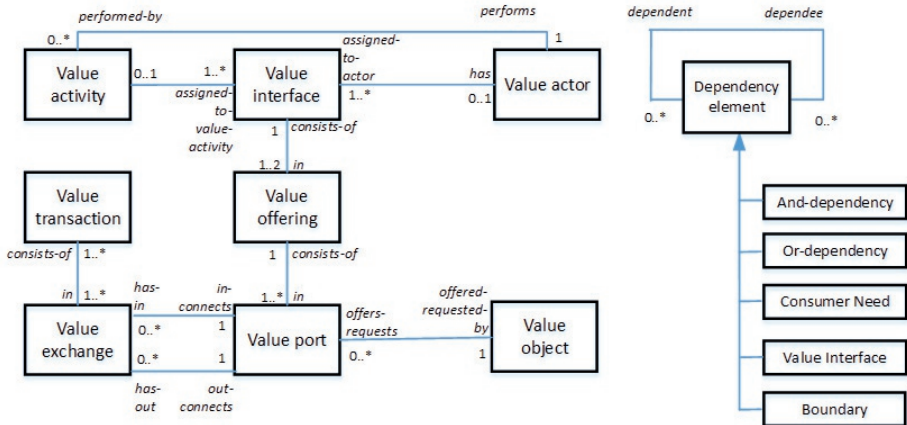 performed-by
performs
0..*
1
Value
activity
0..1
1..*
assigned-
to-
value-
activity
Value
interface
assigned-
to-
actor
1..*
has
0..1
Value actor
1
consists-of
1..2
in
Value
transaction
Value
offering
consists-of
1..*
1
consists-of
in
1..*
1..*
in
Value
exchange
has-
in
0..*
in-
connects
1
0..*
1
has-
out
out-
connects
Value port
offers-
requests
0..*
offered-
requested-
by
1
Value
object
dependent
dependee
Dependency
element
0..*
0..*
And-dependency
Or-dependency
Consumer Need
Value Interface
Boundary